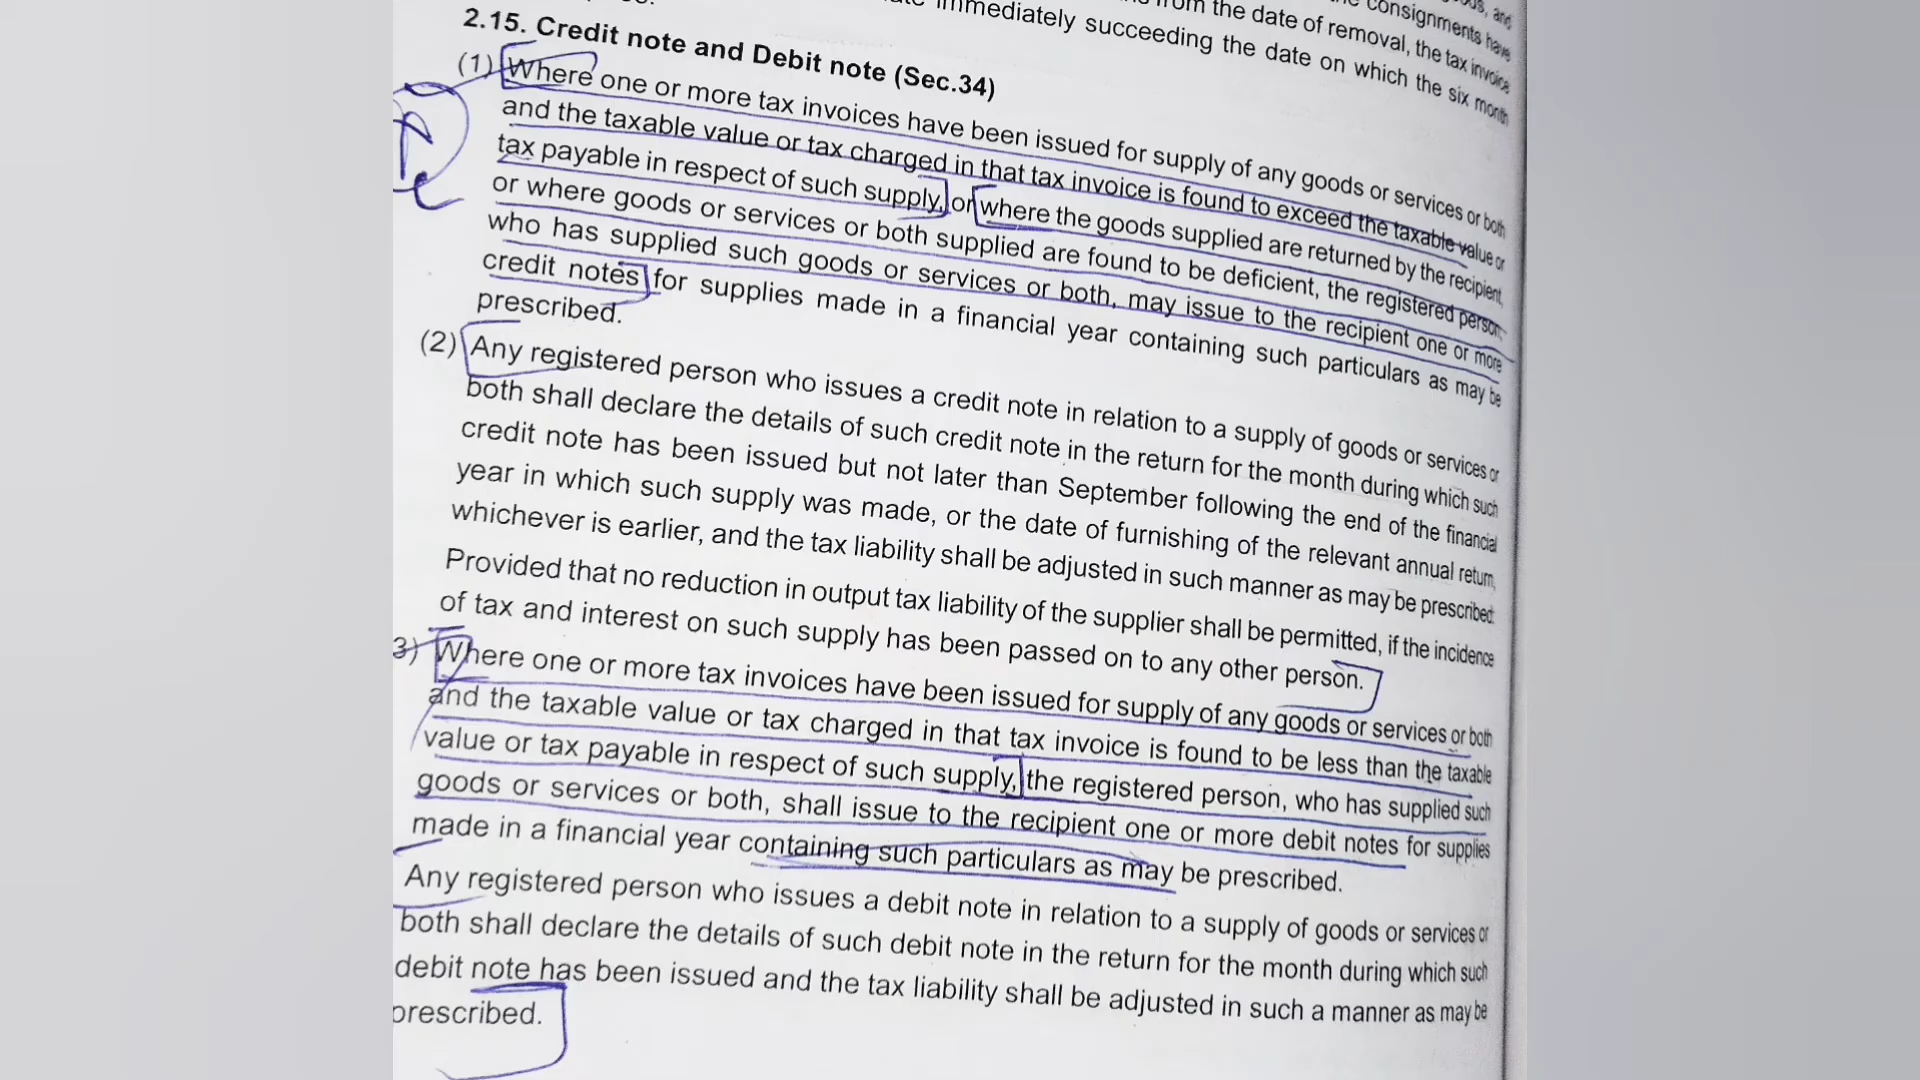 consignments have
from the date of removal, the tax invoice
immediately succeeding the date on which the six month
2.15. Credit note and Debit note (Sec.34)
(1) Where one or more tax invoices have been issued for supply of any goods or services or both
and the taxable value or tax charged in that tax invoice is found to exceed the taxable value or
tax payable in respect of such supply, or where the goods supplied are returned by the recipient,
or where goods or services or both supplied are found to be deficient, the registered person,
who has supplied such goods or services or both, may issue to the recipient one or more
credit notes for supplies made in a financial year containing such particulars as may be
prescribed.
(2) Any registered person who issues a credit note in relation to a supply of goods or services or
both shall declare the details of such credit note in the return for the month during which such
credit note has been issued but not later than September following the end of the financial
year in which such supply was made, or the date of furnishing of the relevant annual return,
whichever is earlier, and the tax liability shall be adjusted in such manner as may be prescribed:
Provided that no reduction in output tax liability of the supplier shall be permitted, if the incidence
of tax and interest on such supply has been passed on to any other person.
3) Where one or more tax invoices have been issued for supply of any goods or services or both
and the taxable value or tax charged in that tax invoice is found to be less than the taxable
value or tax payable in respect of such supply, the registered person, who has supplied such
goods or services or both, shall issue to the recipient one or more debit notes for supplies
made in a financial year containing such particulars as may be prescribed.
Any registered person who issues a debit note in relation to a supply of goods or services or
both shall declare the details of such debit note in the return for the month during which such
debit note has been issued and the tax liability shall be adjusted in such a manner as may be
prescribed.